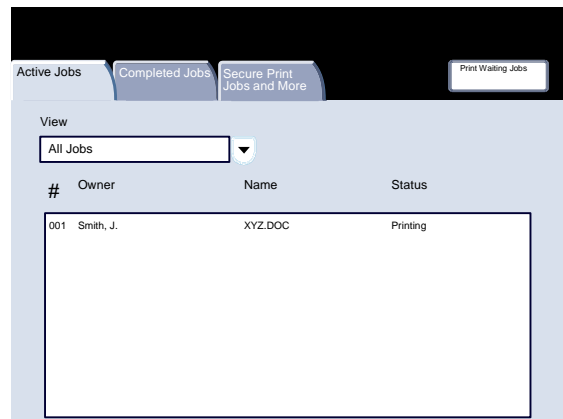 Active Jobs
Completed Jobs
Secure Print
Jobs and More
Print Waiting Jobs
View
All Jobs
# Owner Name Status
001 Smith, J. XYZ.DOC Printing